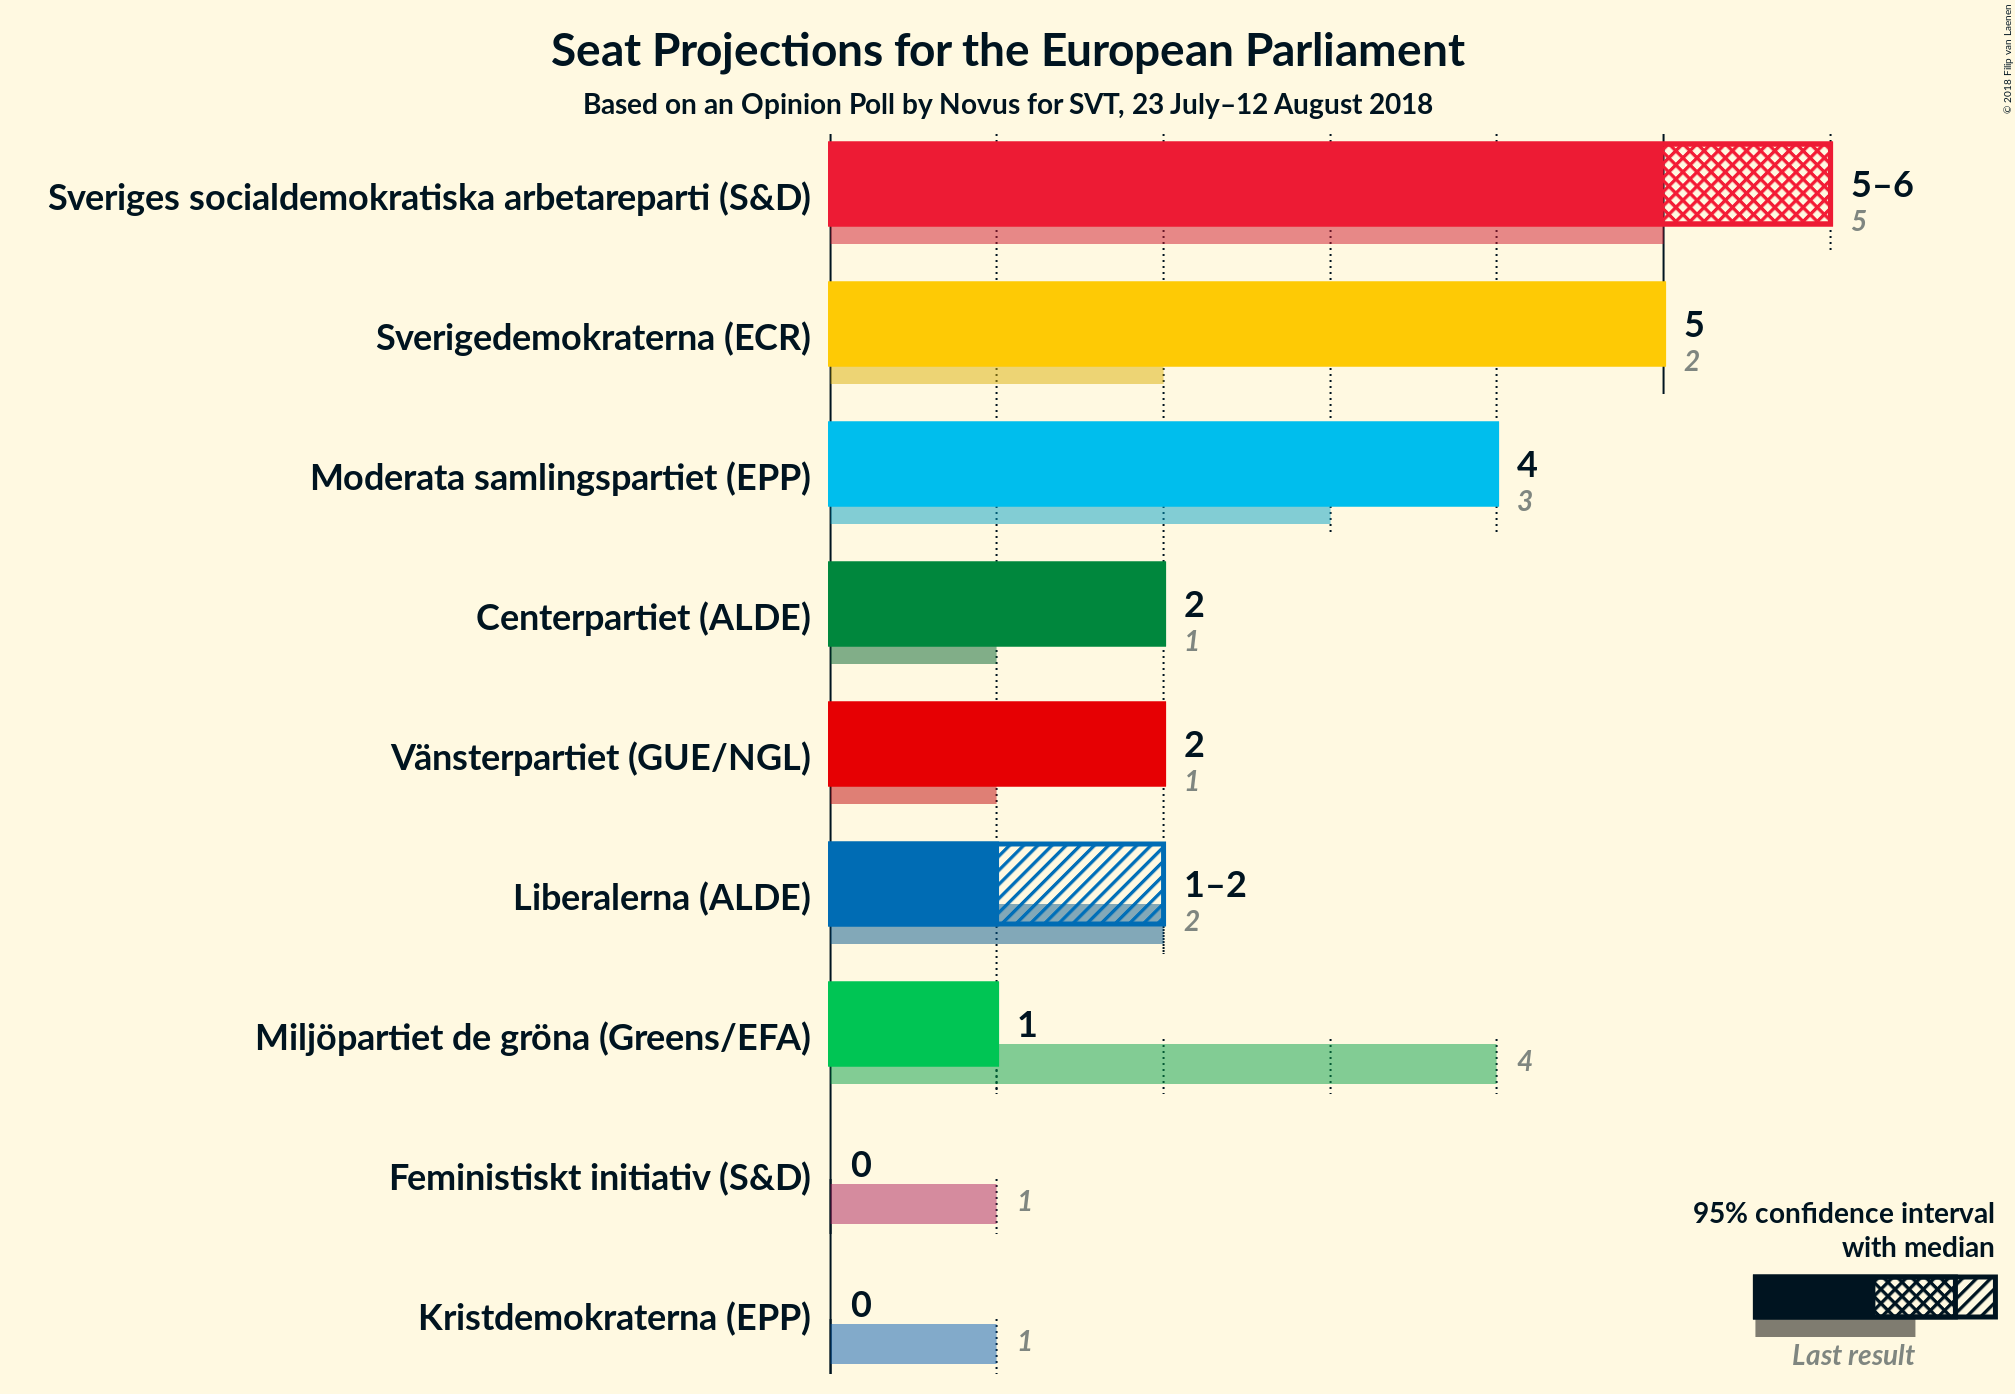 Seat Projections for the European Parliament
Based on an Opinion Poll by Novus for SVT, 23 July–12 August 2018
© 2018 Filip van Laenen
Sveriges socialdemokratiska arbetareparti (S&D)
5–6
5
Sverigedemokraterna (ECR)
5
2
Moderata samlingspartiet (EPP)
4
3
Centerpartiet (ALDE)
2
1
Vänsterpartiet (GUE/NGL)
2
1
Liberalerna (ALDE)
1–2
2
Miljöpartiet de gröna (Greens/EFA)
1
4
Feministiskt initiativ (S&D)
0
1
Kristdemokraterna (EPP)
0
1
95% confidence interval
with median
Last result